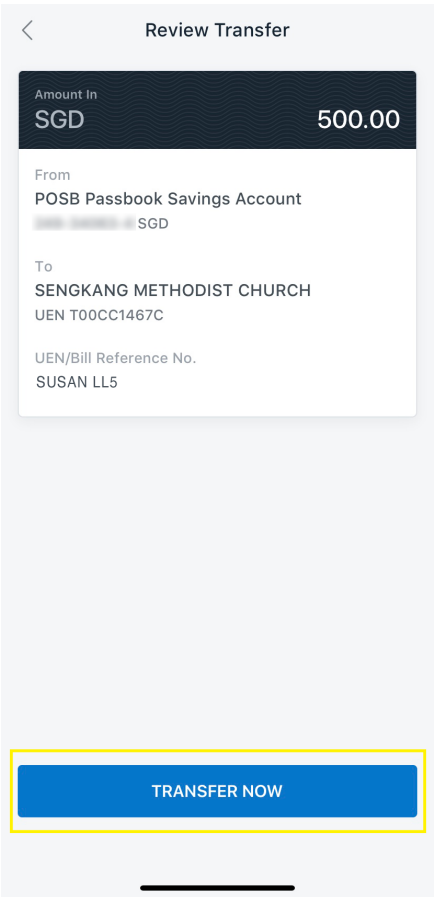 Review Transfer
Amount In
SGD 500.00
From
POSB Passbook Savings Account
SGD
To
SENGKANG METHODIST CHURCH
UEN T00CC1467C
UEN/Bill Reference No.
SUSAN LL5
TRANSFER NOW